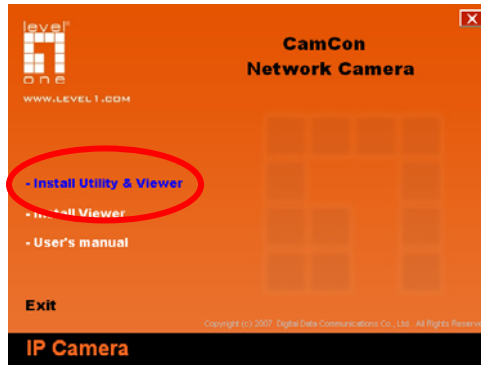 level
one
WWW.LEVEL1.COM
CamCon
Network Camera
- Install Utility & Viewer
- Install Viewer
- User's manual
Exit
Copyright (c) 2007 Digital Data Communications Co., Ltd. All Rights Reserve
IP Camera